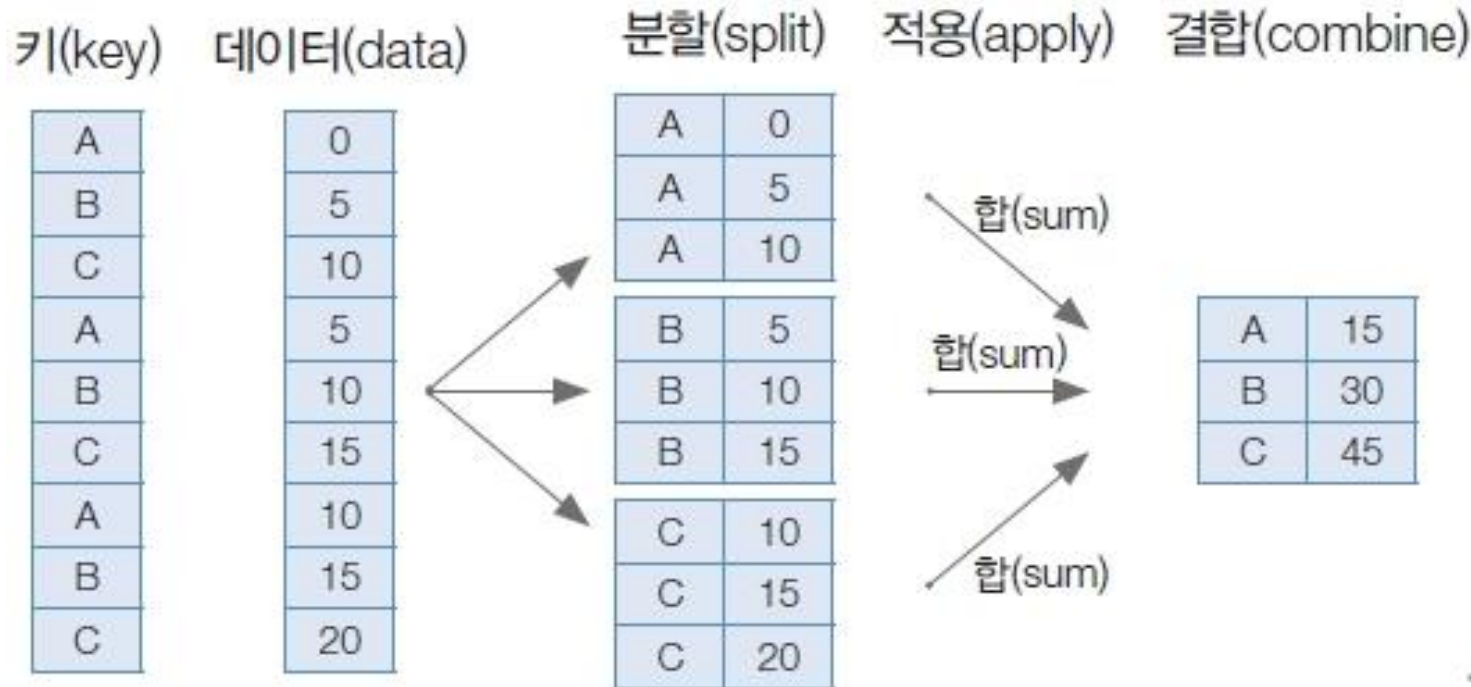 키(key) 데이터(data) 분할(split) 적용(apply) 결합(combine)
A 0
B 5
C 10
A 5
B 10
C 15
A 10
B 15
C 20
A 0
A 5
A 10
B 5
B 10
B 15
C 10
C 15
C 20
합(sum)
합(sum)
합(sum)
A 15
B 30
C 45